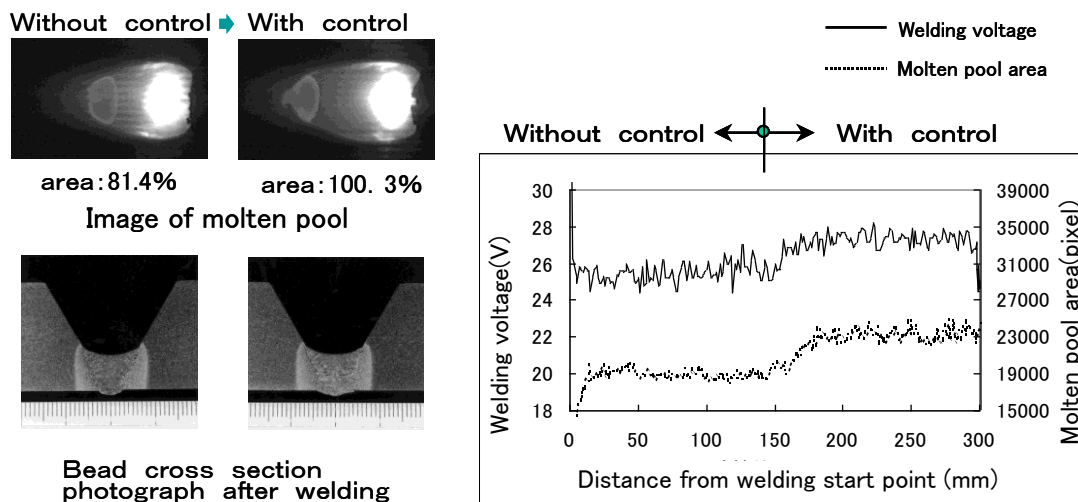 Without control With control
area:81.4% area:100. 3%
Image of molten pool
Bead cross section
photograph after welding
Welding voltage
Molten pool area
Without control With control
Welding voltage(V)
30
28
26
24
22
20
18
Molten pool area(pixel)
39000
35000
31000
27000
23000
19000
15000
0 50 100 150 200 250 300
Distance from welding start point (mm)